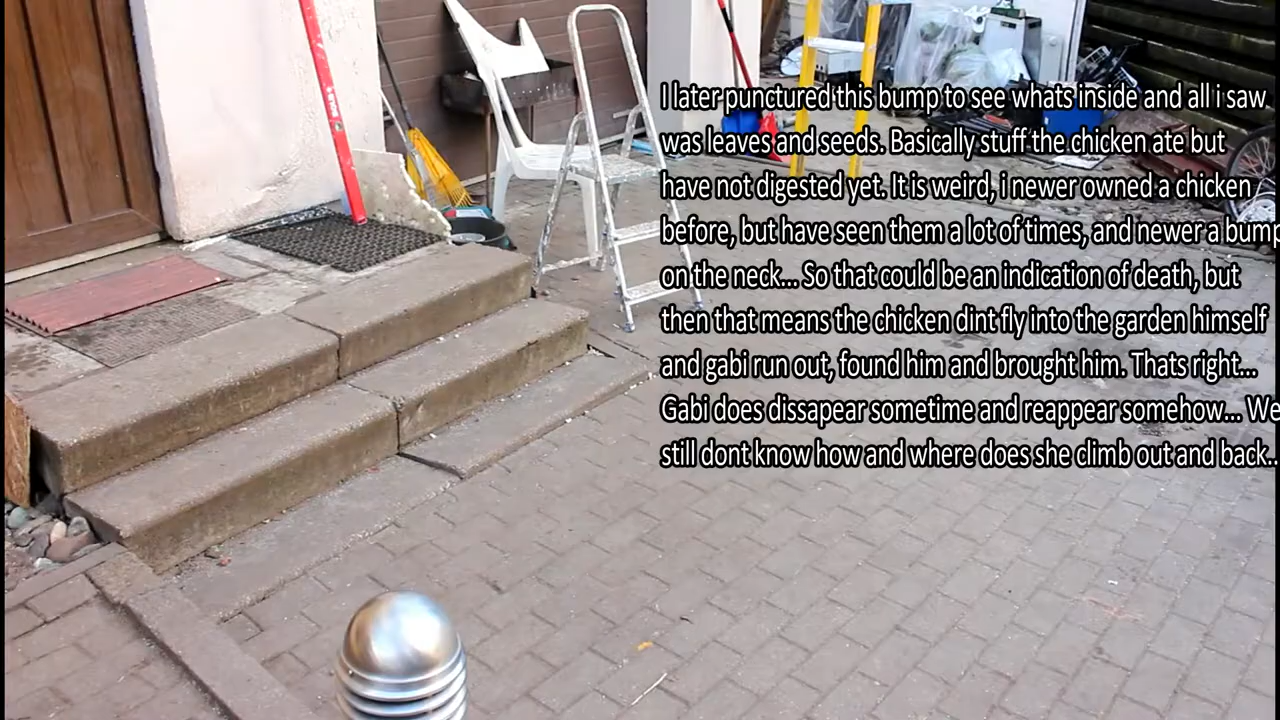 I later punctured this bump to see whats inside and all i saw
was leaves and seeds. Basically stuff the chicken ate but
have not digested yet. It is weird, i newer owned a chicken
before, but have seen them a lot of times, and newer a bump
on the neck... So that could be an indication of death, but
then that means the chicken dint fly into the garden himself
and gabi run out, found him and brought him. Thats right...
Gabi does dissapear sometime and reappear somehow... We
still dont know how and where does she climb out and back..